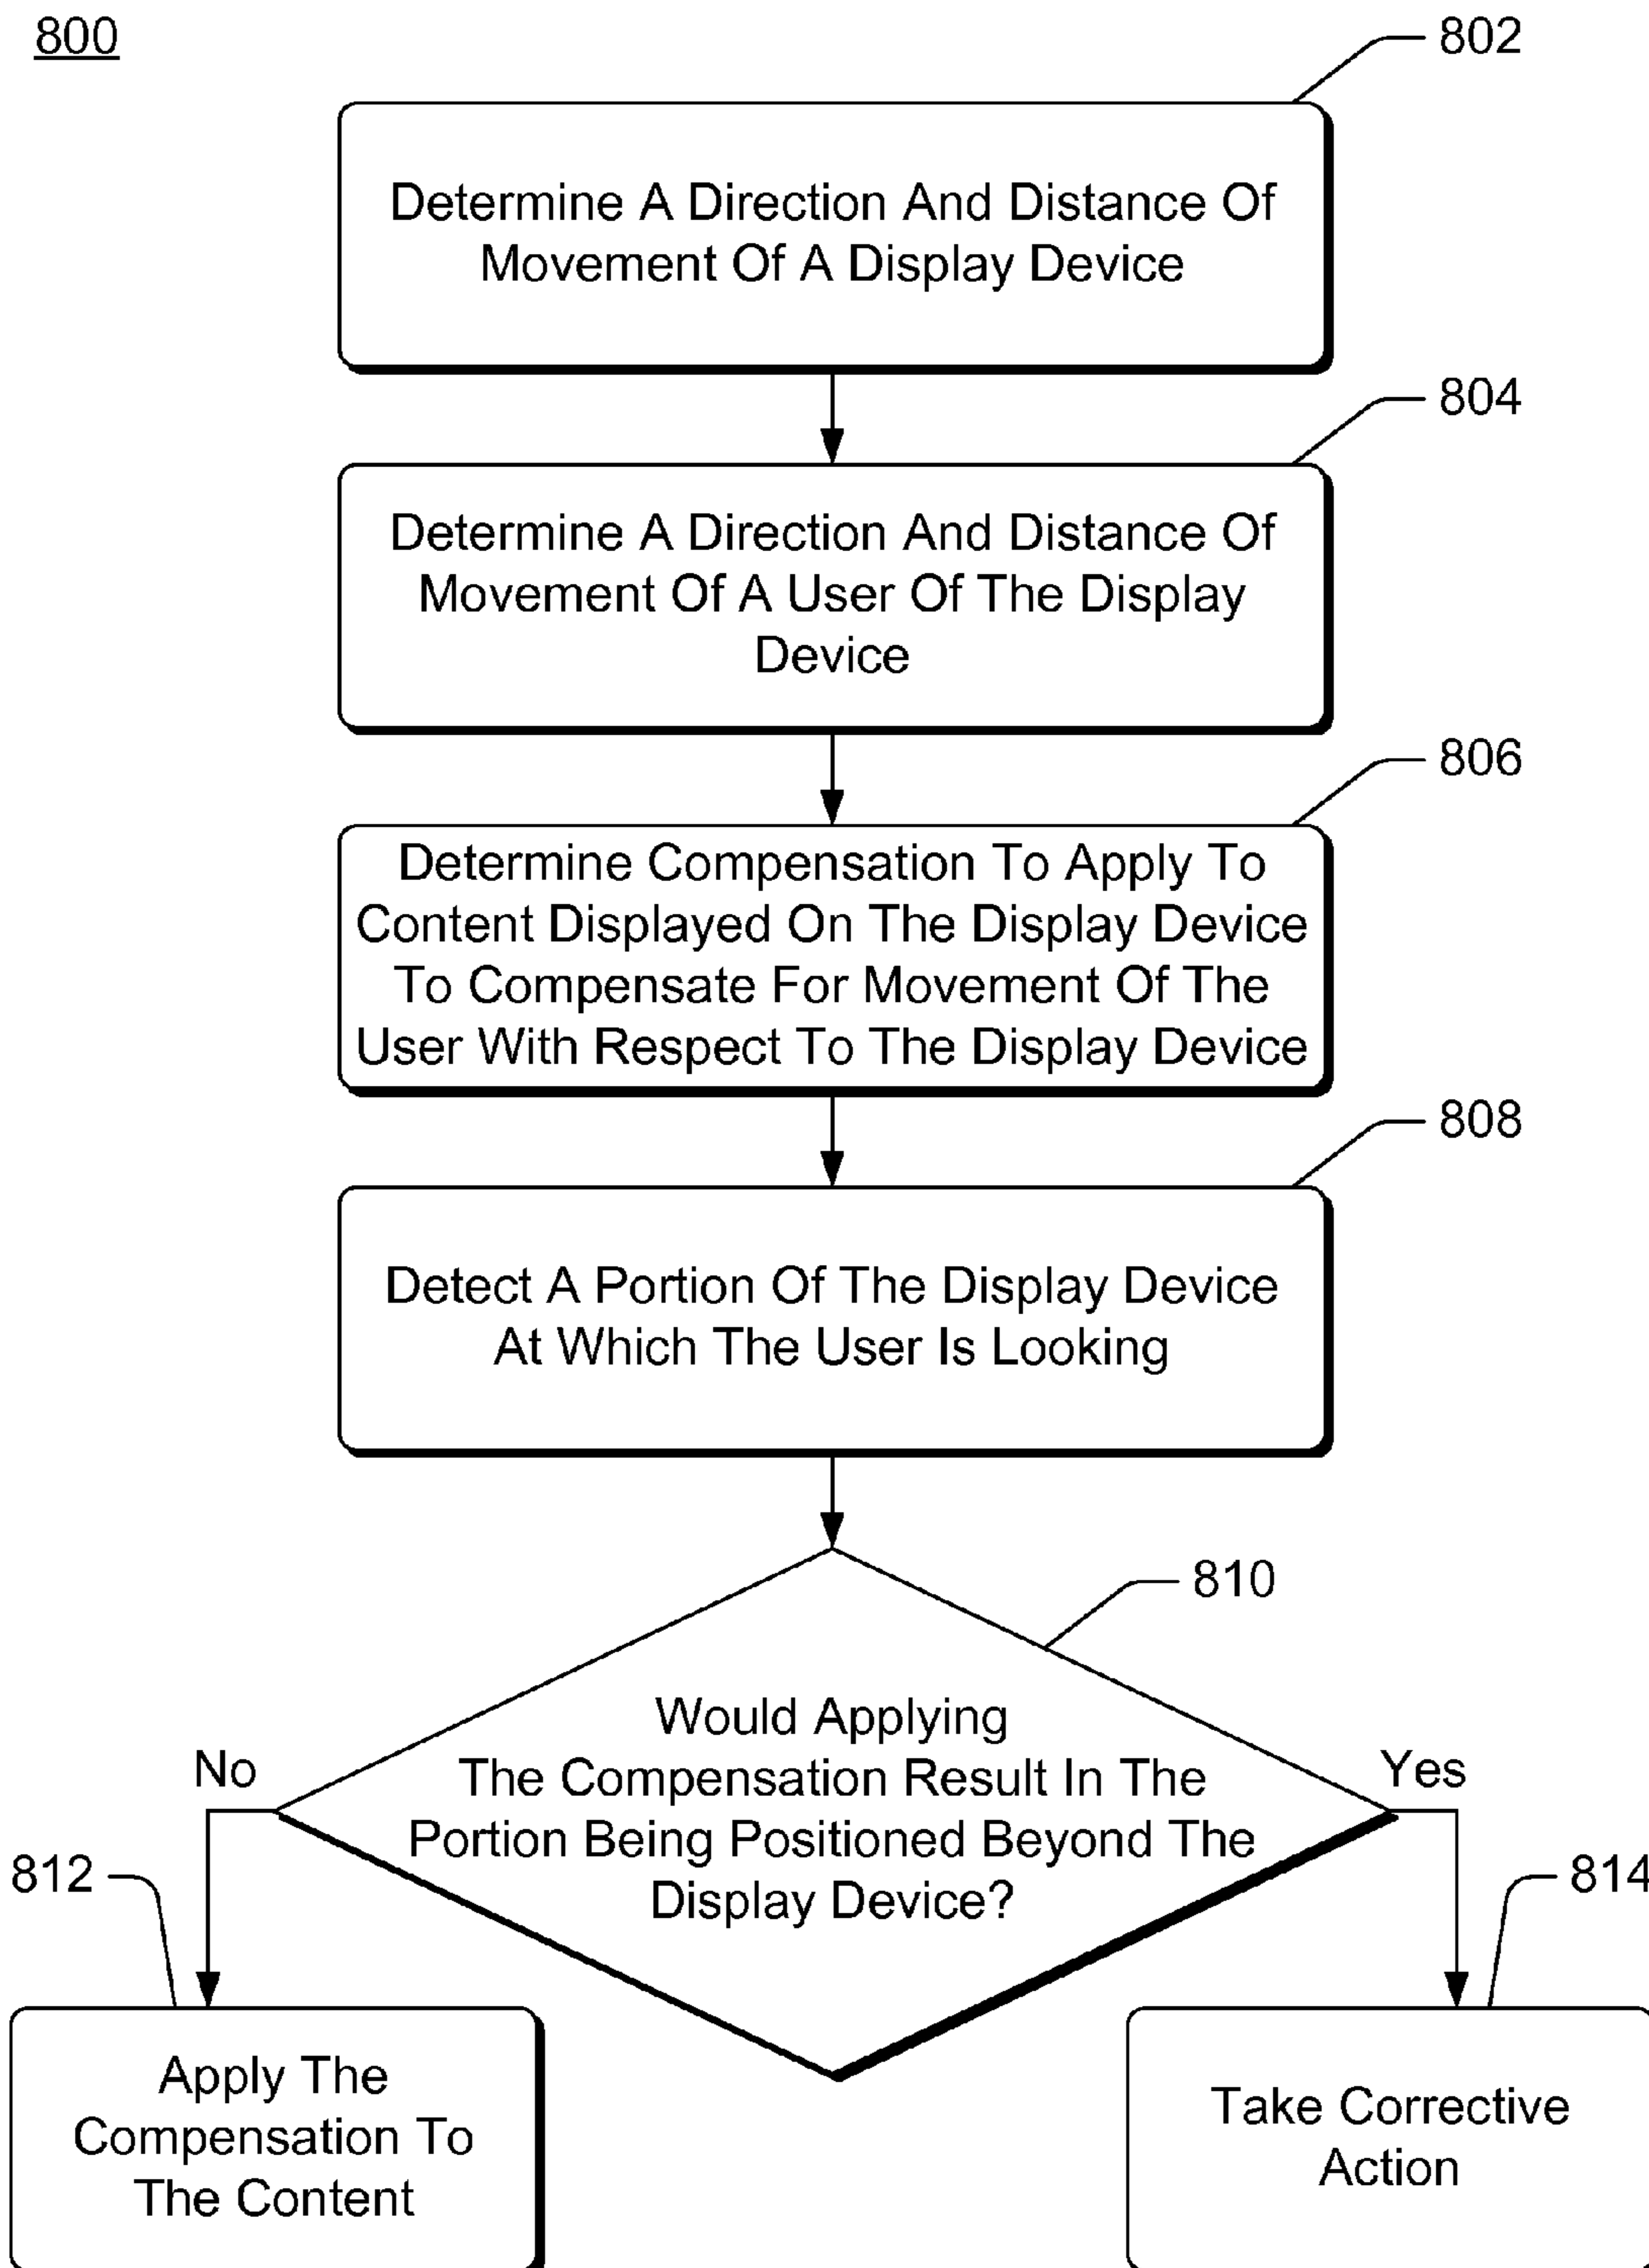 800
802
Determine A Direction And Distance Of
Movement Of A Display Device
804
Determine A Direction And Distance Of
Movement Of A User Of The Display
Device
806
Determine Compensation To Apply To
Content Displayed On The Display Device
To Compensate For Movement Of The
User With Respect To The Display Device
808
Detect A Portion Of The Display Device
At Which The User Is Looking
810
Would Applying
The Compensation Result In The
Portion Being Positioned Beyond The
Display Device?
No
Yes
812
814
Apply The
Compensation To
The Content
Take Corrective
Action